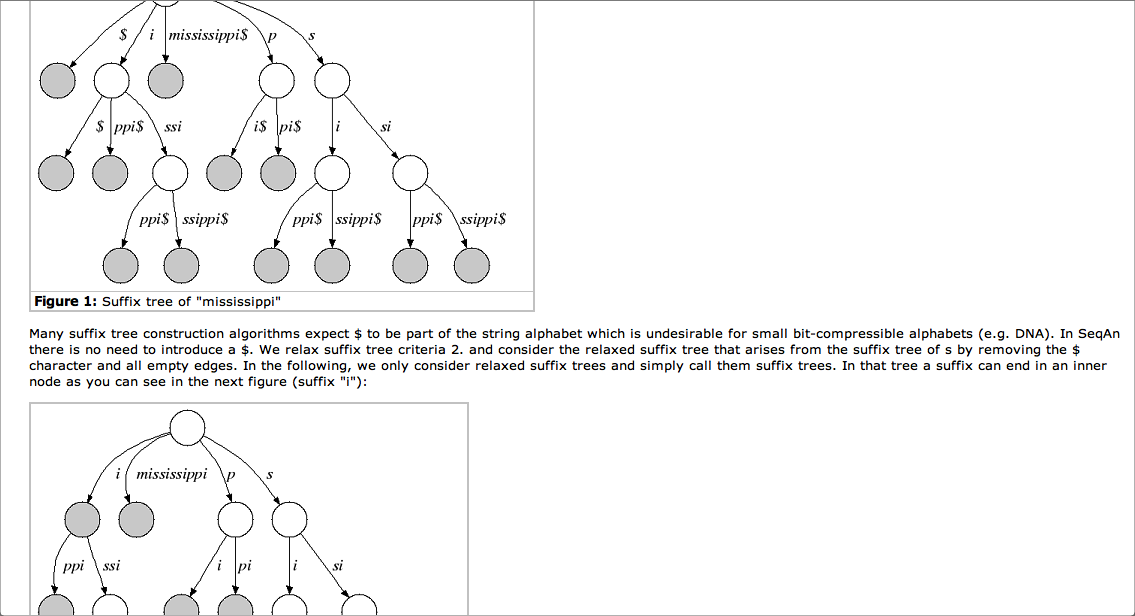 $ i mississippi$ p s
$ ppi$ ssi i$ pi$ i si
ppi$ ssippi$ ppi$ ssippi$ ppi$ ssippi$
Figure 1: Suffix tree of "mississippi"
Many suffix tree construction algorithms expect $ to be part of the string alphabet which is undesirable for small bit-compressible alphabets (e.g. DNA). In SeqAn
there is no need to introduce a $. We relax suffix tree criteria 2. and consider the relaxed suffix tree that arises from the suffix tree of s by removing the $
character and all empty edges. In the following, we only consider relaxed suffix trees and simply call them suffix trees. In that tree a suffix can end in an inner
node as you can see in the next figure (suffix "i"):
i mississippi p s
ppi ssi i pi i si